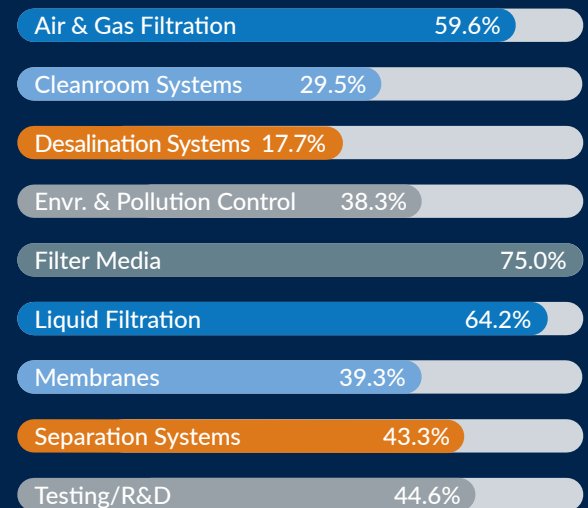 Air & Gas Filtration 59.6%
Cleanroom Systems 29.5%
Desalination Systems 17.7%
Envr. & Pollution Control 38.3%
Filter Media 75.0%
Liquid Filtration 64.2%
Membranes 39.3%
Separation Systems 43.3%
Testing/R&D 44.6%